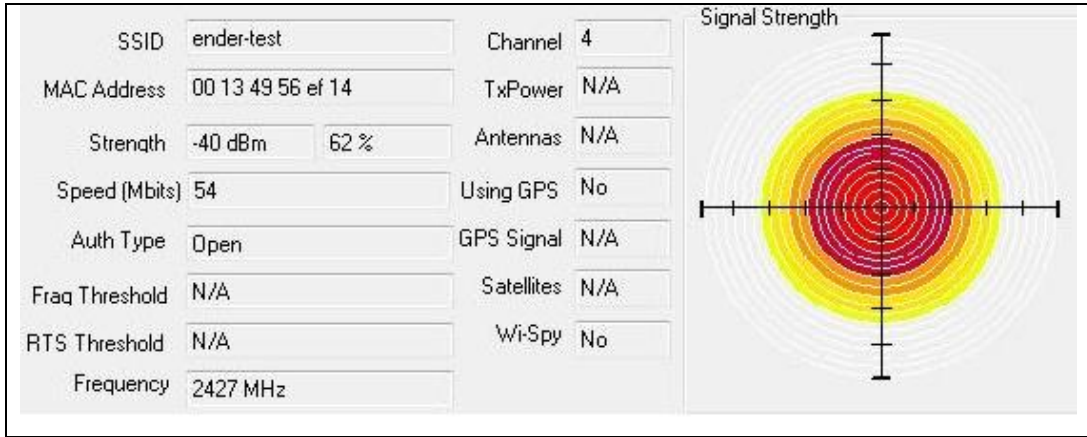 Signal Strength
SSID ender-test Channel 4
MAC Address 00 13 49 56 ef 14 TxPower N/A
Strength -40 dBm 62 % Antennas N/A
Speed (Mbits) 54 Using GPS No
Auth Type Open GPS Signal N/A
Frag Threshold N/A Satellites N/A
RTS Threshold N/A Wi-Spy No
Frequency 2427 MHz